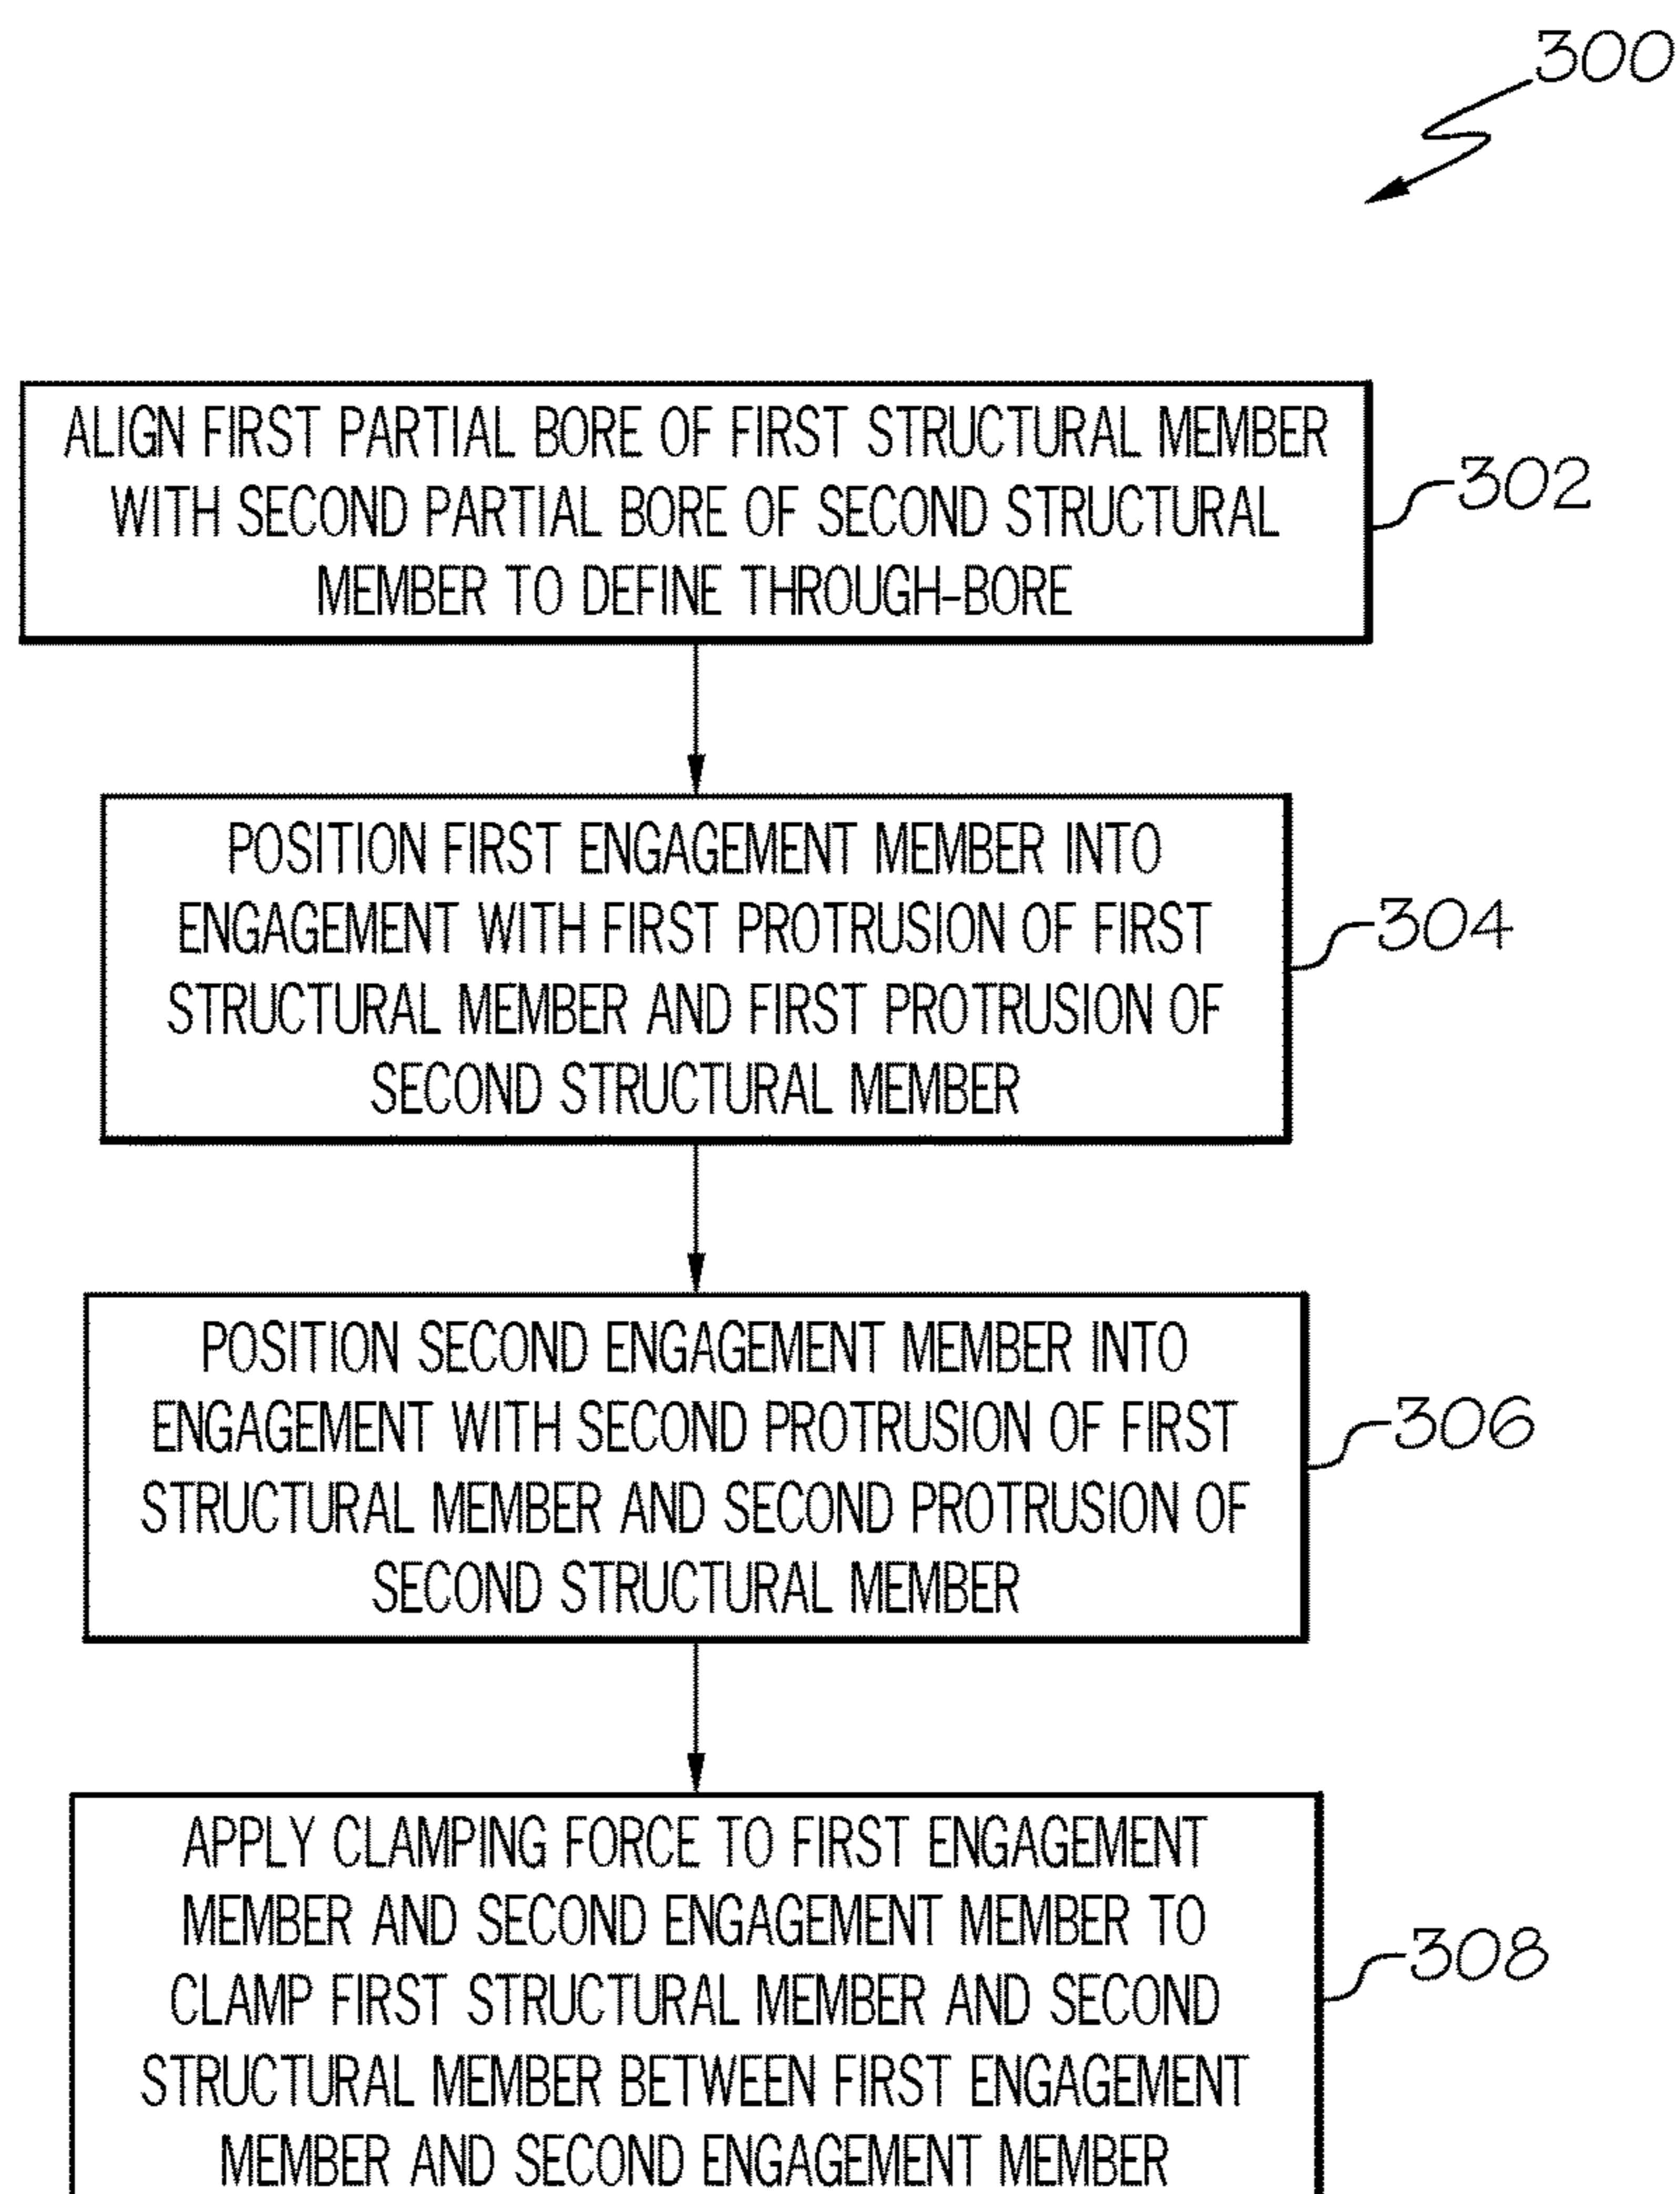 300
ALIGN FIRST PARTIAL BORE OF FIRST STRUCTURAL MEMBER
WITH SECOND PARTIAL BORE OF SECOND STRUCTURAL
MEMBER TO DEFINE THROUGH-BORE
302
POSITION FIRST ENGAGEMENT MEMBER INTO
ENGAGEMENT WITH FIRST PROTRUSION OF FIRST
STRUCTURAL MEMBER AND FIRST PROTRUSION OF
SECOND STRUCTURAL MEMBER
304
POSITION SECOND ENGAGEMENT MEMBER INTO
ENGAGEMENT WITH SECOND PROTRUSION OF FIRST
STRUCTURAL MEMBER AND SECOND PROTRUSION OF
SECOND STRUCTURAL MEMBER
306
APPLY CLAMPING FORCE TO FIRST ENGAGEMENT
MEMBER AND SECOND ENGAGEMENT MEMBER TO
CLAMP FIRST STRUCTURAL MEMBER AND SECOND
STRUCTURAL MEMBER BETWEEN FIRST ENGAGEMENT
MEMBER AND SECOND ENGAGEMENT MEMBER
308